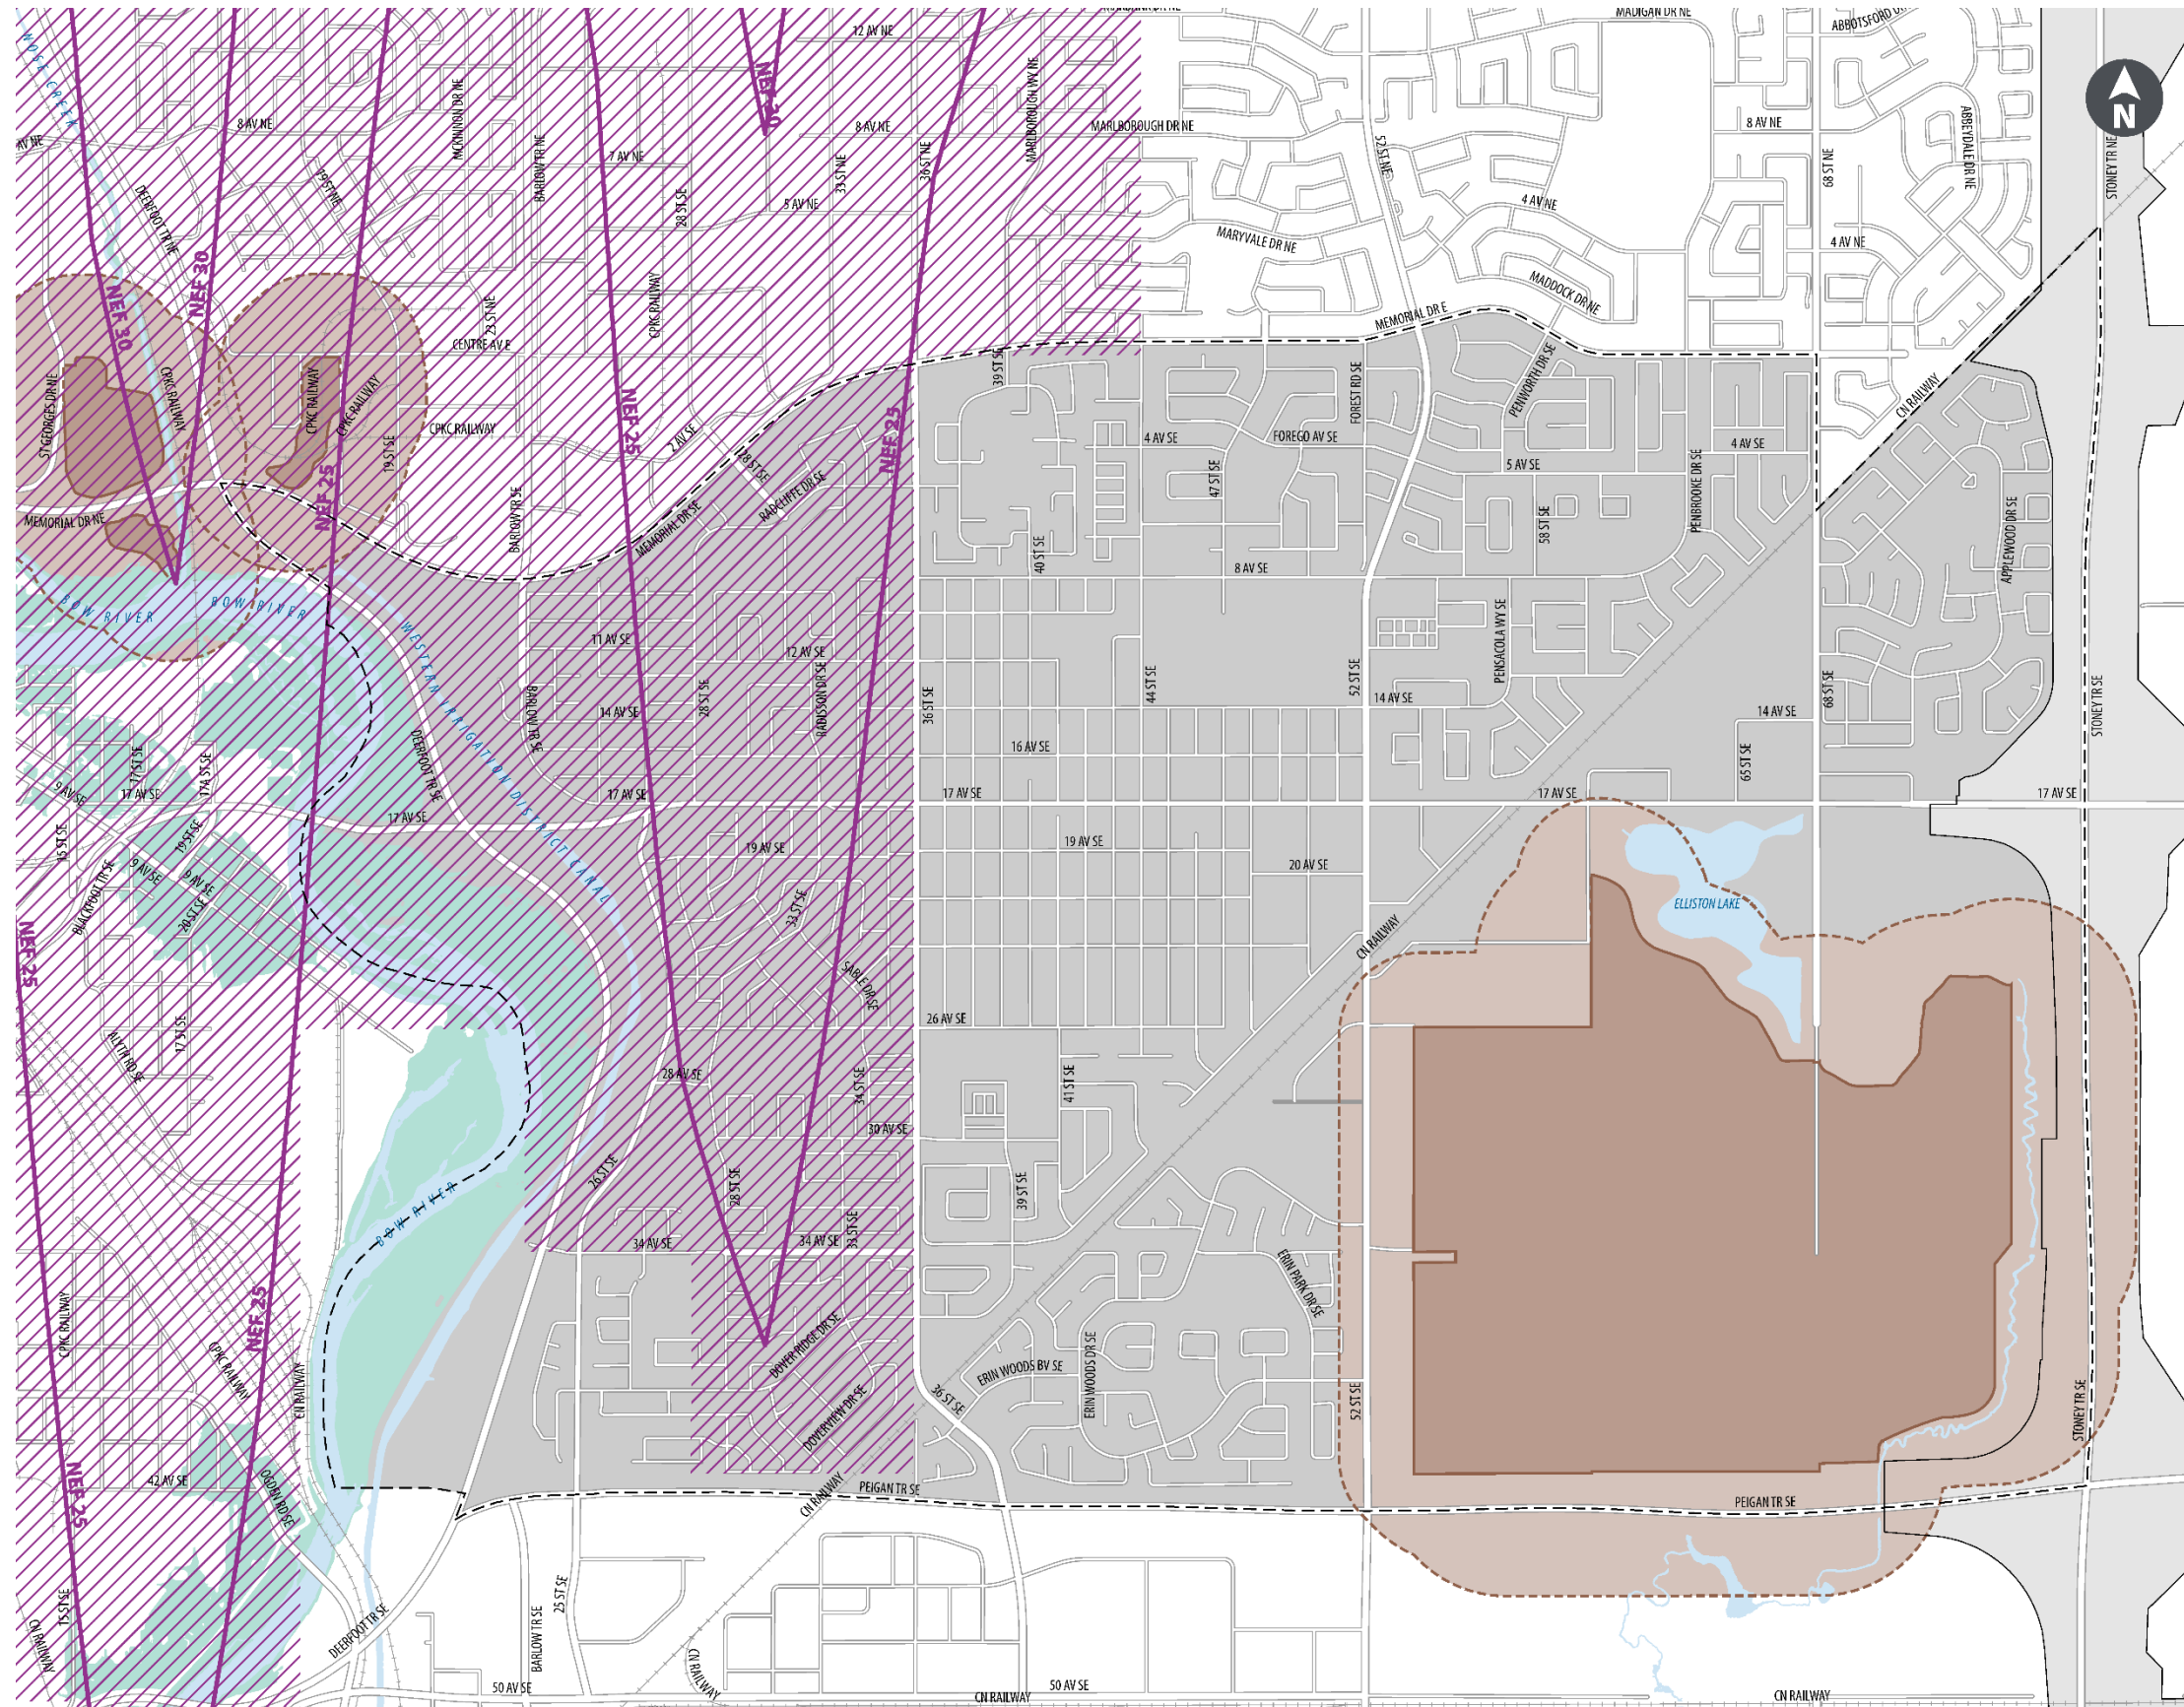 MADIGAN DR NE
ABBOTSFORD
12 AV NE
NOSE CREEK
NEF 30
N
MCKINNON DR NE
MARLBOROUGH WY NE
8 AV NE
8 AV NE
MARLBOROUGH DR NE
8 AV NE
AV NE
ABBEYDALE DR NE
STONEY TR NE
BARLOW TR NE
7 AV NE
33 ST NE
36 ST NE
52 ST NE
68 ST NE
19 ST NE
DEERFOOT TR NE
28 ST SE
5 AV NE
4 AV NE
MARYVALE DR NE
4 AV NE
NEF 30
NEF 30
CPKC RAILWAY
23 ST NE
MADDOCK DR NE
MEMORIAL DR E
CENTRE AV E
39 ST SE
ST GEORGES DR NE
CPKC RAILWAY
CPKC RAILWAY
CPKC RAILWAY
PENWORTH DR SE
FOREST RD SE
CN RAILWAY
NEF 25
NEF 25
CPKC RAILWAY
19 ST SE
2 AV SE
4 AV SE
FOREGO AV SE
4 AV SE
28 ST SE
5 AV SE
47 ST SE
RADCLIFFE DR SE
PENBROOKE DR SE
NEF 25
MEMORIAL DR NE
BARLOW TR SE
MEMORIAL DR SE
58 ST SE
APPLEWOOD DR SE
40 ST SE
8 AV SE
BOW RIVER
BOW RIVER
WESTERN IRRIGATION DISTRICT CANAL
11 AV SE
12 AV SE
PENSACOLA WY SE
RADISSON DR SE
BARLOW TR SE
28 ST SE
36 ST SE
44 ST SE
52 ST SE
14 AV SE
14 AV SE
14 AV SE
68 ST SE
STONEY TR SE
16 AV SE
65 ST SE
17 ST SE
17A ST SE
DEERFOOT TR SE
9 AV SE
17 AV SE
17 AV SE
17 AV SE
17 AV SE
17 AV SE
17 AV SE
15 ST SE
19 ST SE
19 AV SE
19 AV SE
20 AV SE
9 AV SE
9 AV SE
BLACKFOOT TR SE
20 ST SE
33 ST SE
ELLISTON LAKE
CN RAILWAY
NEF 25
SABLE DR SE
26 AV SE
17 ST SE
ALYTH RD SE
28 AV SE
34 ST SE
41 ST SE
30 AV SE
26 ST SE
28 ST SE
39 ST SE
BOW RIVER
33 ST SE
34 AV SE
34 AV SE
ERIN PARK DR SE
NEF 25
CPKC RAILWAY
CPKC RAILWAY
DOVER RIDGE DR SE
CN RAILWAY
ERIN WOODS BV SE
ERIN WOODS DR SE
36 ST SE
52 ST SE
STONEY TR SE
DOVERVIEW DR SE
NEF 25
42 AV SE
OGDEN RD SE
PEIGAN TR SE
CN RAILWAY
PEIGAN TR SE
15 ST SE
25 ST SE
CN RAILWAY
DEERFOOT TR SE
BARLOW TR SE
CN RAILWAY
50 AV SE
50 AV SE
CN RAILWAY
CN RAILWAY